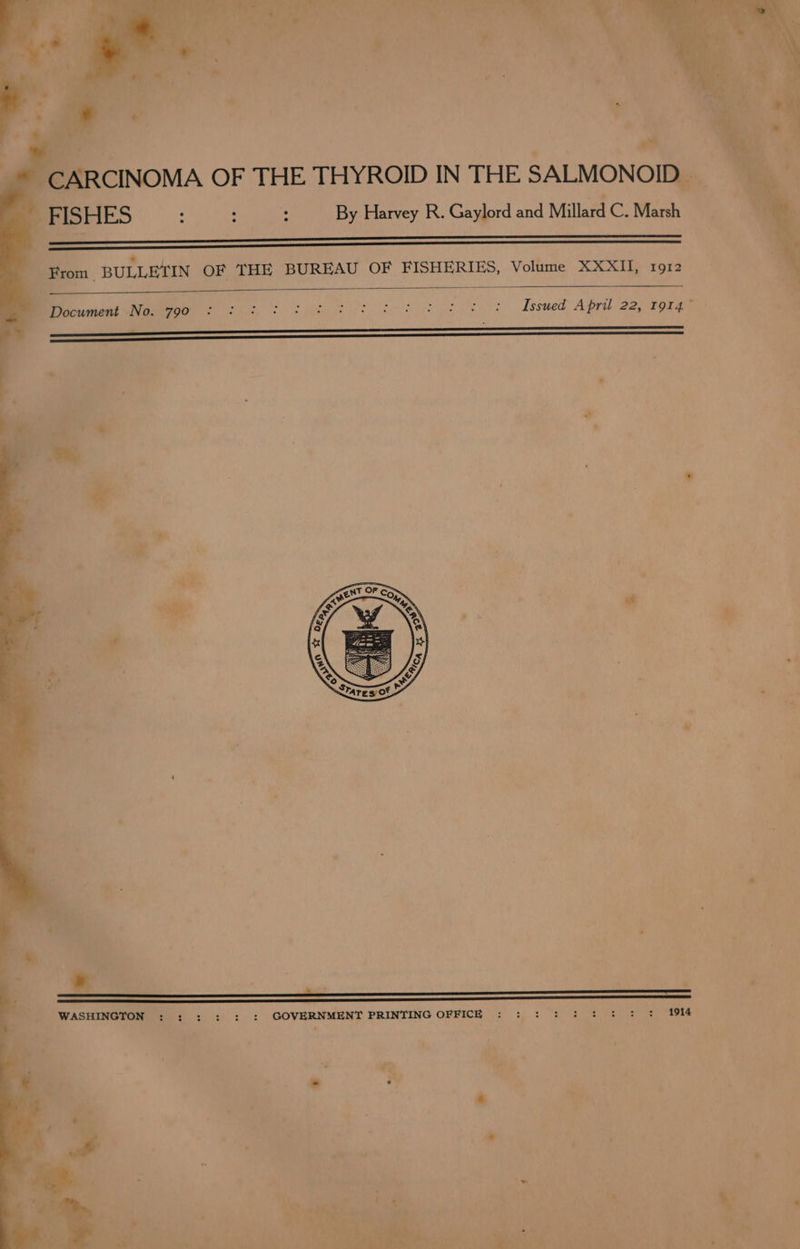 CARCINOMA OF THE THYROID IN THE SALMONOID
FISHES : : : By Harvey R. Gaylord and Millard C. Marsh
From BULLETIN OF THE BUREAU OF FISHERIES, Volume XXXII, 1912
Document No. 790 : : : : : : : : : : : : : : Issued April 22, 1914
DEPARTMENT OF COMMERCE
UNITED STATES OF AMERICA
WASHINGTON : : : : : : GOVERNMENT PRINTING OFFICE : : : : : : : : : 1914